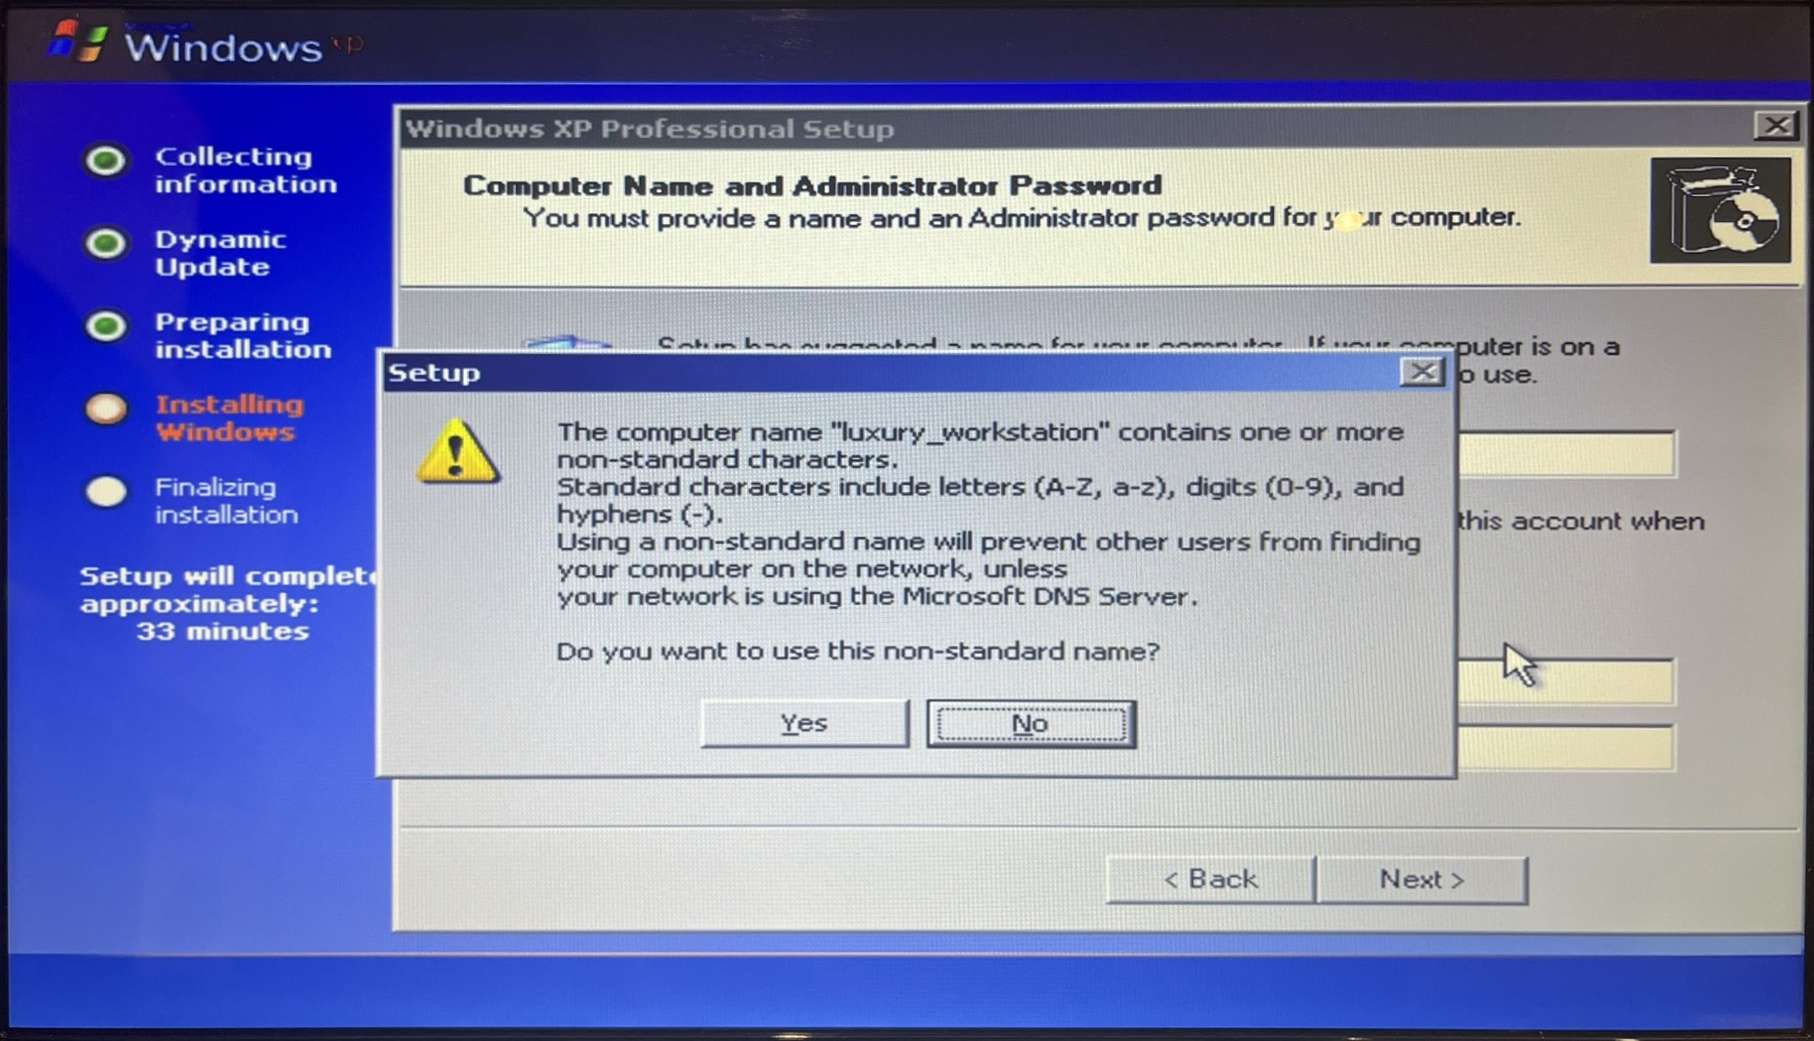 Microsoft
Windows xp
Collecting
information
Dynamic
Update
Preparing
installation
Installing
Windows
Finalizing
installation
Setup will complete
approximately:
33 minutes
Windows XP Professional Setup
Computer Name and Administrator Password
You must provide a name and an Administrator password for computer.
Setup has suggested a name for your computer. If your computer is on a
o use.
this account when
Setup
The computer name "luxury_workstation" contains one or more
non-standard characters.
Standard characters include letters (A-Z, a-z), digits (0-9), and
hyphens (-).
Using a non-standard name will prevent other users from finding
your computer on the network, unless
your network is using the Microsoft DNS Server.
Do you want to use this non-standard name?
Yes
No
< Back
Next >